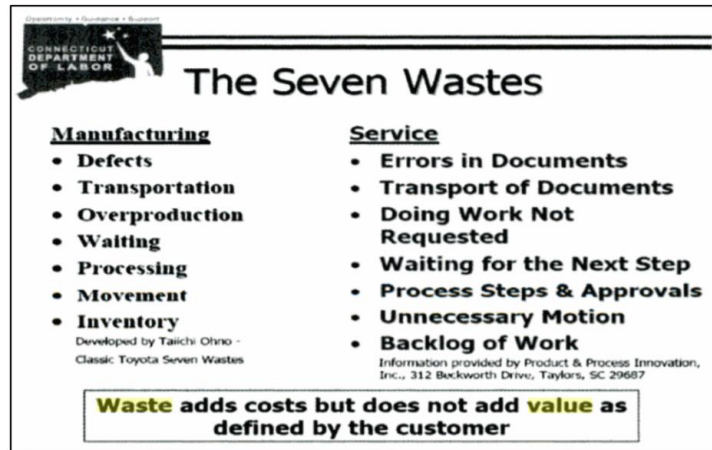 Opportunity • Guidance • Support
CONNECTICUT
DEPARTMENT
OF LABOR
The Seven Wastes
Manufacturing
• Defects
• Transportation
• Overproduction
• Waiting
• Processing
• Movement
• Inventory
Developed by Taiichi Ohno -
Classic Toyota Seven Wastes
Service
• Errors in Documents
• Transport of Documents
• Doing Work Not
Requested
• Waiting for the Next Step
• Process Steps & Approvals
• Unnecessary Motion
• Backlog of Work
Information provided by Product & Process Innovation,
Inc., 312 Beckworth Drive, Taylors, SC 29687
Waste adds costs but does not add value as
defined by the customer